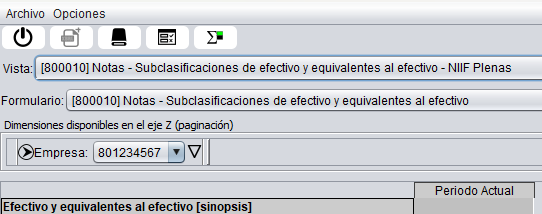 Archivo Opciones
Vista: [800010] Notas - Subclasificaciones de efectivo y equivalentes al efectivo - NIIF Plenas
Formulario: [800010] Notas - Subclasificaciones de efectivo y equivalentes al efectivo
Dimensiones disponibles en el eje Z (paginación)
Empresa: 801234567
Periodo Actual
Efectivo y equivalentes al efectivo [sinopsis]